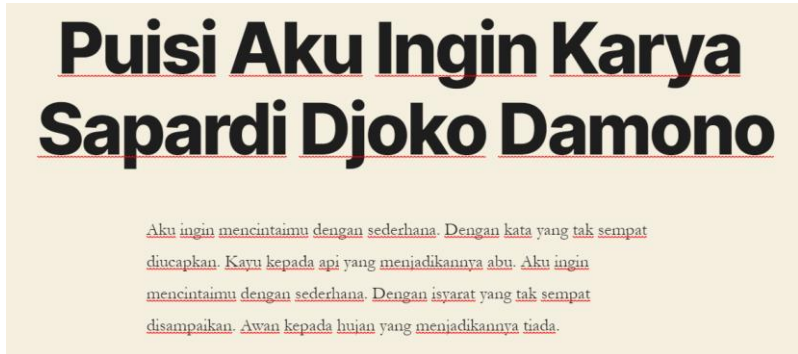 Puisi Aku Ingin Karya
Sapardi Djoko Damono
Aku ingin mencintaimu dengan sederhana. Dengan kata yang tak sempat
diucapkan. Kayu kepada api yang menjadikannya abu. Aku ingin
mencintaimu dengan sederhana. Dengan isyarat yang tak sempat
disampaikan. Awan kepada hujan yang menjadikannya tiada.